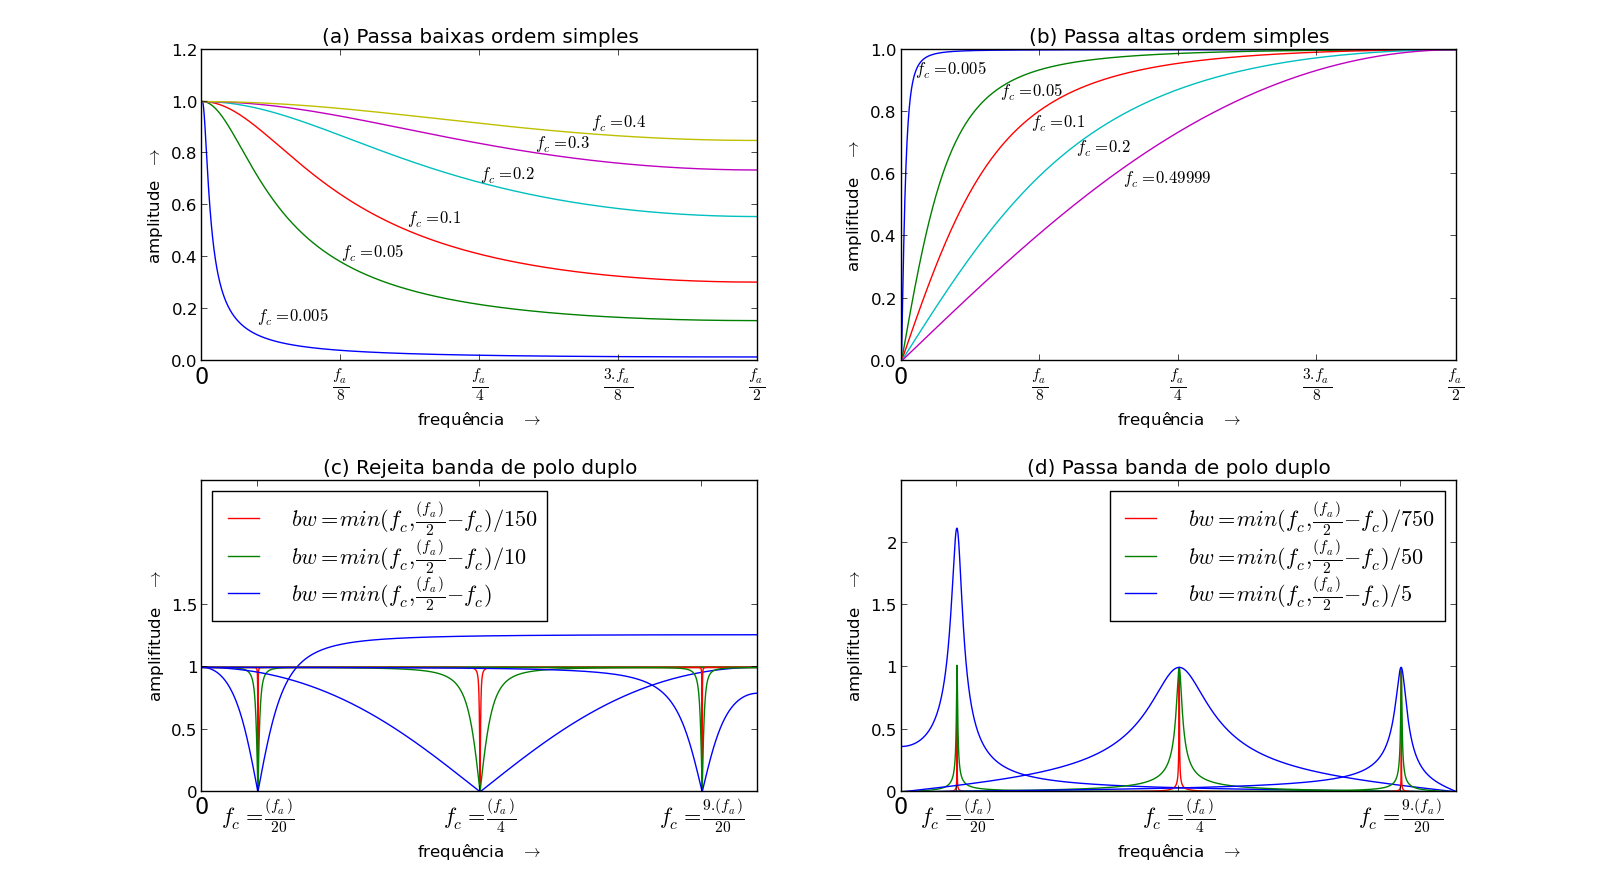 (a) Passa baixas ordem simples
1.2
1.0
0.8
0.6
0.4
0.2
0.0
amplitude →
f_c=0.4
f_c=0.3
f_c=0.2
f_c=0.1
f_c=0.05
f_c=0.005
0 f_a/8 f_a/4 3.f_a/8 f_a/2
frequência →
(b) Passa altas ordem simples
1.0
0.8
0.6
0.4
0.2
0.0
amplifitude →
f_c=0.005
f_c=0.05
f_c=0.1
f_c=0.2
f_c=0.49999
0 f_a/8 f_a/4 3.f_a/8 f_a/2
frequência →
(c) Rejeita banda de polo duplo
bw=min(f_c,(f_a)/2−f_c)/150
bw=min(f_c,(f_a)/2−f_c)/10
bw=min(f_c,(f_a)/2−f_c)
1.5
1
0.5
0
amplifitude →
0 f_c=(f_a)/20 f_c=(f_a)/4 f_c=9.(f_a)/20
frequência →
(d) Passa banda de polo duplo
bw=min(f_c,(f_a)/2−f_c)/750
bw=min(f_c,(f_a)/2−f_c)/50
bw=min(f_c,(f_a)/2−f_c)/5
2
1.5
1
0.5
0
amplifitude →
0 f_c=(f_a)/20 f_c=(f_a)/4 f_c=9.(f_a)/20
frequência →